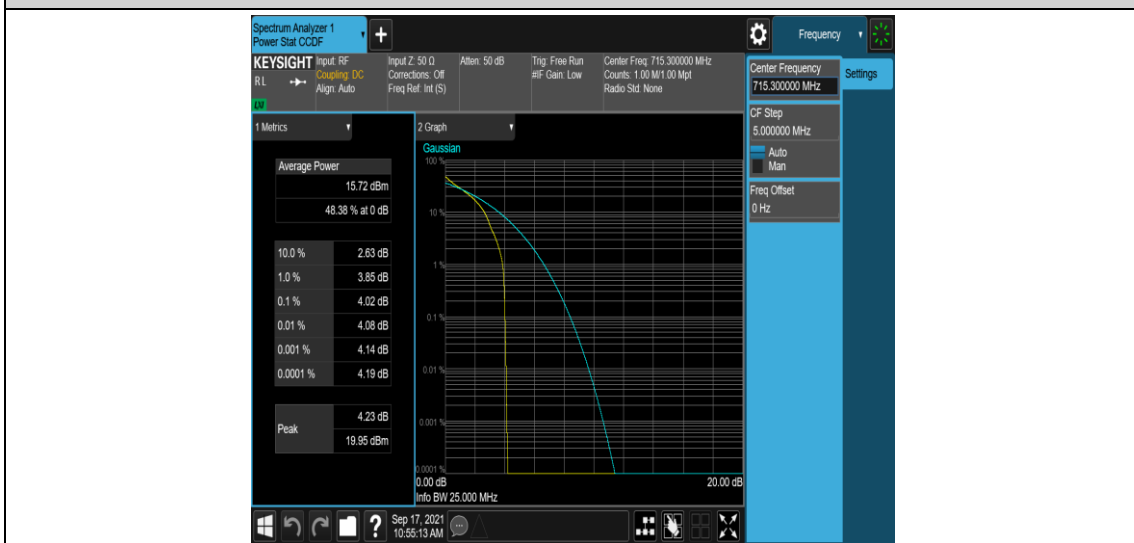 Spectrum Analyzer 1
Power Stat CCDF
+
Frequency
KEYSIGHT
RL
LXI
Input: RF
Coupling: DC
Align: Auto
Input Z: 50 Ω
Corrections: Off
Freq Ref: Int (S)
Atten: 50 dB
Trig: Free Run
#IF Gain: Low
Center Freq: 715.300000 MHz
Counts: 1.00 M/1.00 Mpt
Radio Std: None
Center Frequency
715.300000 MHz
Settings
CF Step
5.000000 MHz
Auto
Man
Freq Offset
0 Hz
1 Metrics
Average Power
15.72 dBm
48.38 % at 0 dB
10.0 % 2.63 dB
1.0 % 3.85 dB
0.1 % 4.02 dB
0.01 % 4.08 dB
0.001 % 4.14 dB
0.0001 % 4.19 dB
Peak
4.23 dB
19.95 dBm
2 Graph
Gaussian
100 %
10 %
1 %
0.1 %
0.01 %
0.001 %
0.0001 %
0.00 dB 20.00 dB
Info BW 25.000 MHz
?
Sep 17, 2021
10:55:13 AM